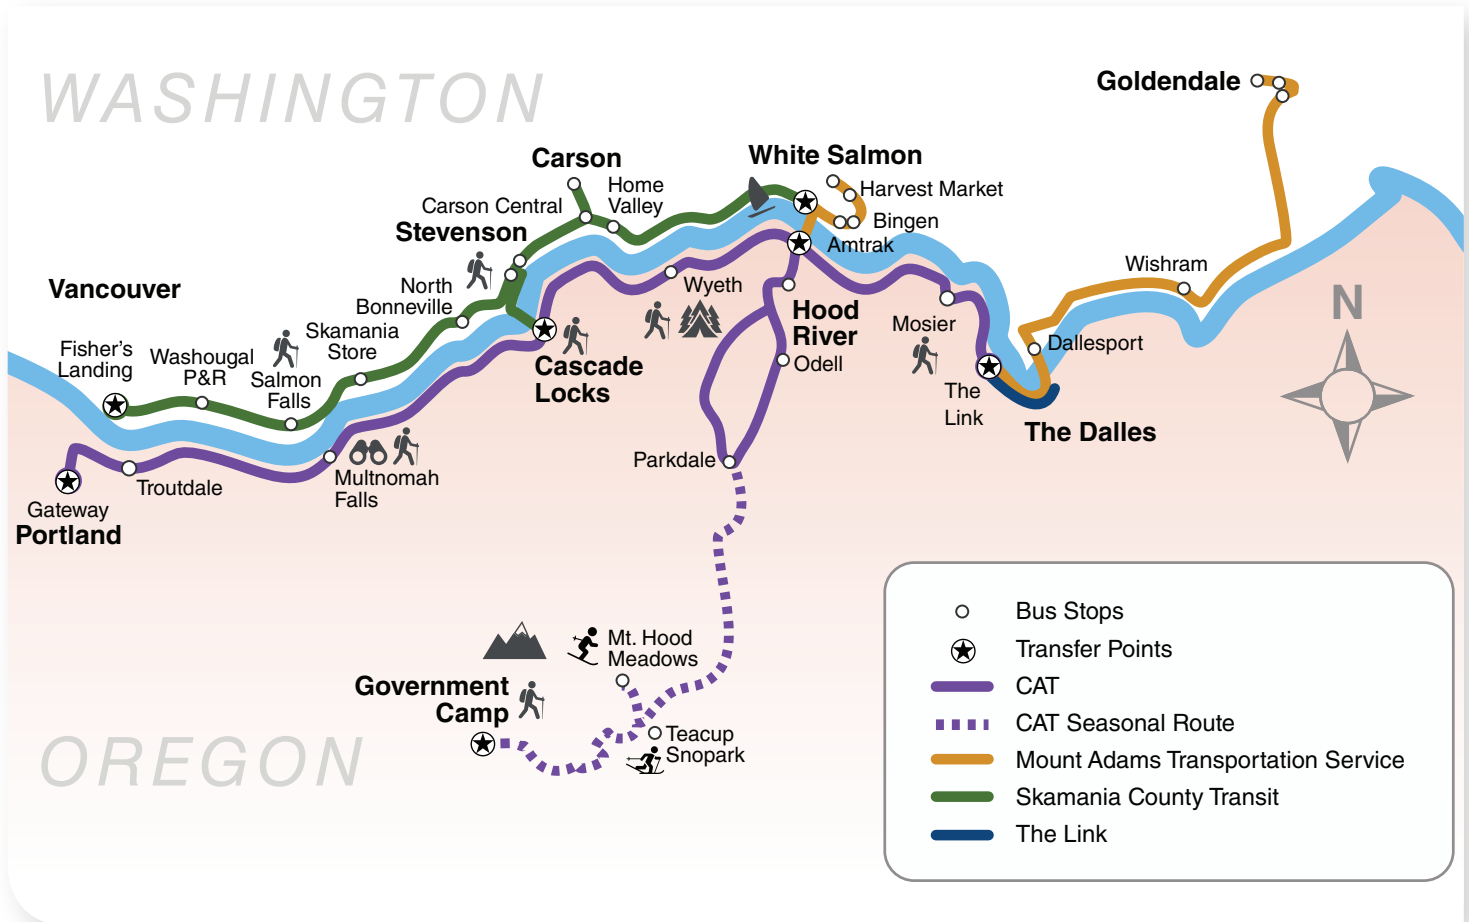 WASHINGTON
Goldendale
Carson
White Salmon
Home
Valley
Harvest Market
Carson Central
Bingen
Stevenson
Amtrak
Wishram
North
Bonneville
Wyeth
Vancouver
Hood
River
Mosier
Skamania
Store
Fisher's
Landing
Washougal
P&R
Salmon
Falls
Dallesport
Odell
Cascade
Locks
The
Link
The Dalles
N
Parkdale
Multnomah
Falls
Troutdale
Gateway
Portland
Mt. Hood
Meadows
Government
Camp
Teacup
Snopark
OREGON
Bus Stops
Transfer Points
CAT
CAT Seasonal Route
Mount Adams Transportation Service
Skamania County Transit
The Link